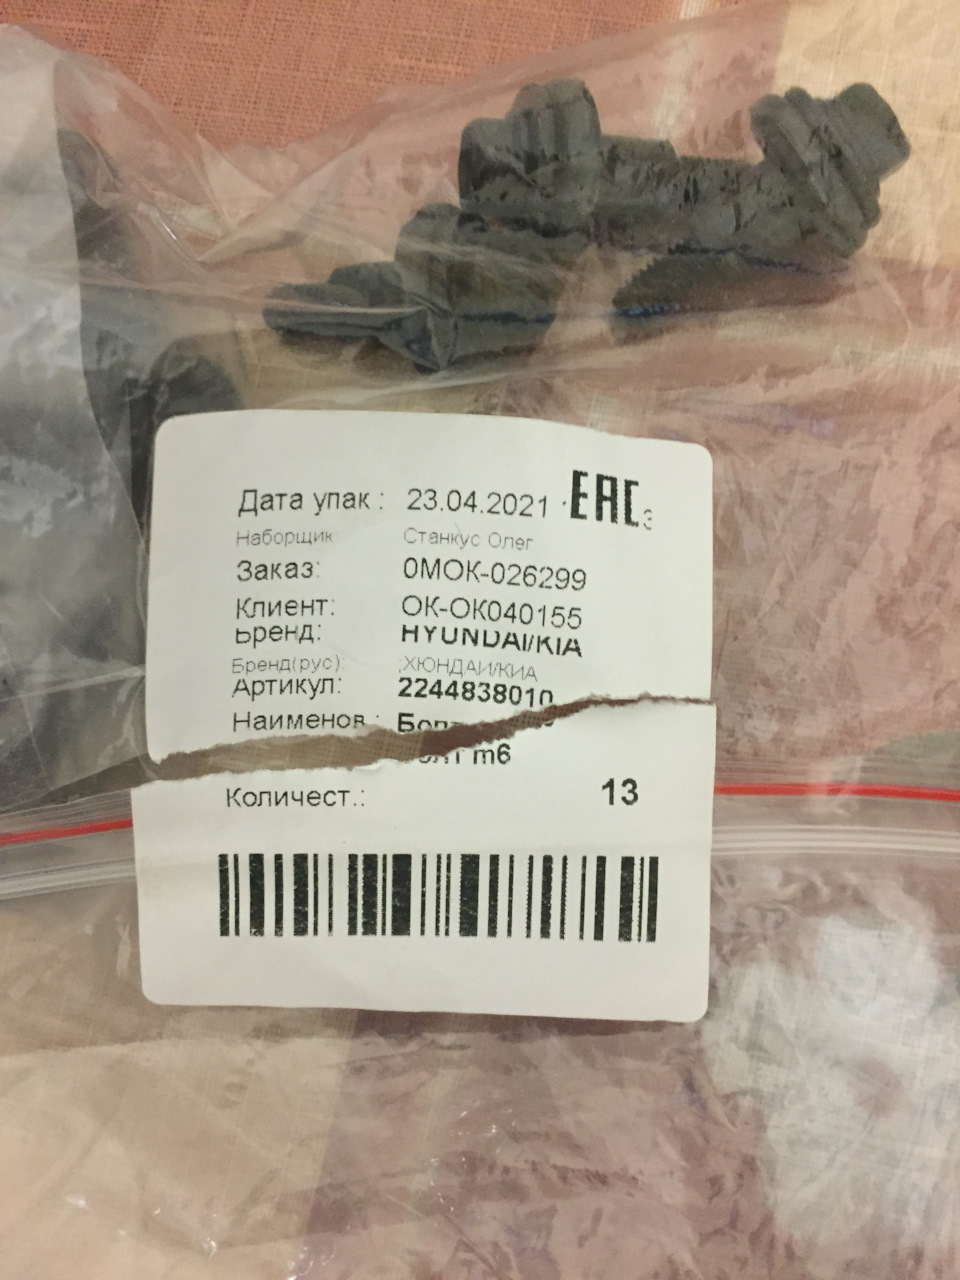 Дата упак : 23.04.2021 EAC
Наборщик Станкус Олег
Заказ: 0МОК-026299
Клиент: ОК-ОК040155
Бренд: HYUNDAI/KIA
Бренд(рус): ;ХЮНДАИ/КИА
Артикул: 2244838010
Наименов.:
m6
Количест.: 13